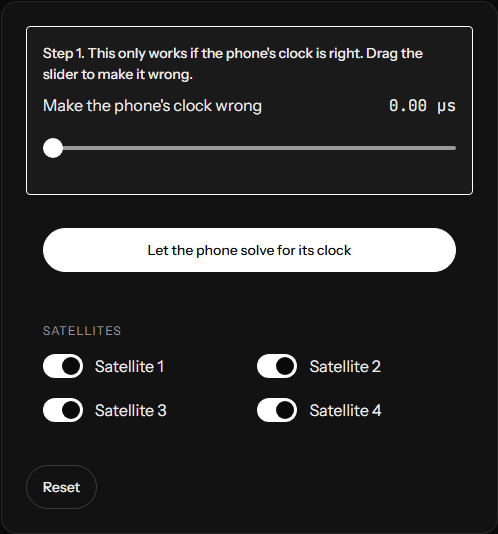 Step 1. This only works if the phone's clock is right. Drag the
slider to make it wrong.
Make the phone's clock wrong 0.00 µs
Let the phone solve for its clock
SATELLITES
Satellite 1 Satellite 2
Satellite 3 Satellite 4
Reset